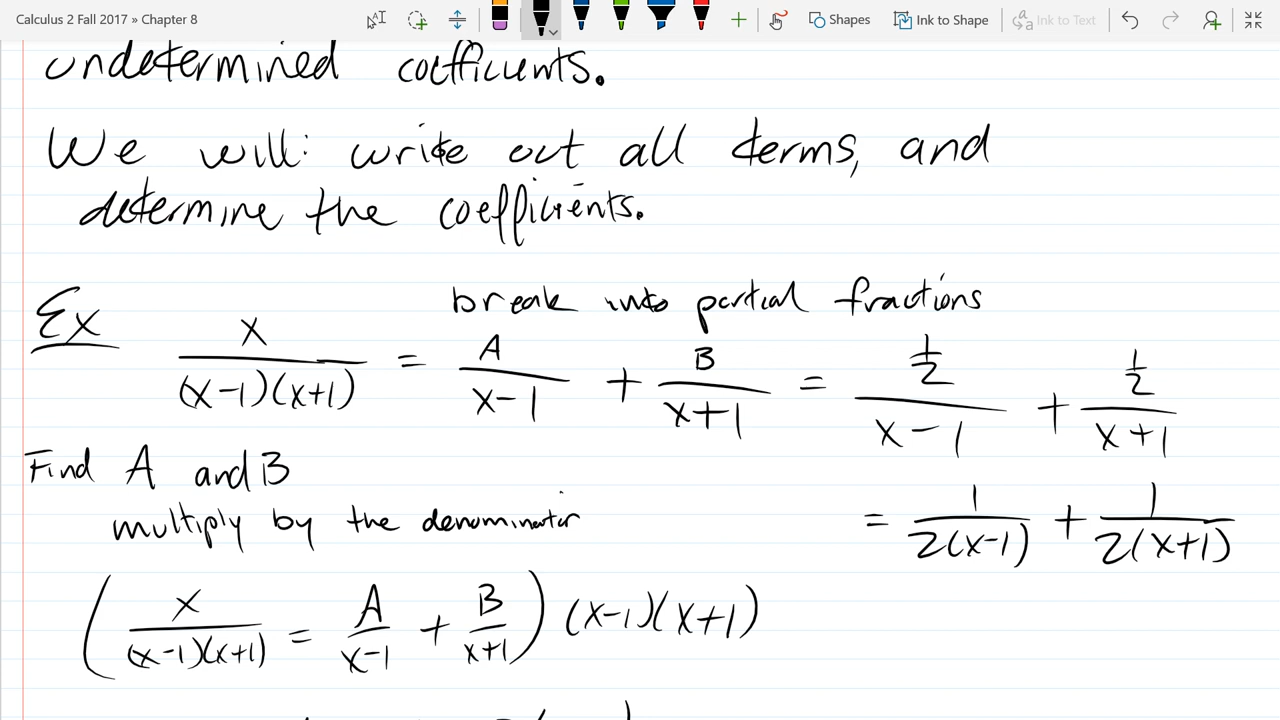 Calculus 2 Fall 2017 » Chapter 8
Shapes Ink to Shape Ink to Text
undetermined coefficients.
We will: write out all terms, and
determine the coefficients.
Ex break into partial fractions
x/((x-1)(x+1)) = A/(x-1) + B/(x+1) = (1/2)/(x-1) + (1/2)/(x+1)
Find A and B
multiply by the denominator
= 1/(2(x-1)) + 1/(2(x+1))
(x/((x-1)(x+1)) = A/(x-1) + B/(x+1)) (x-1)(x+1)